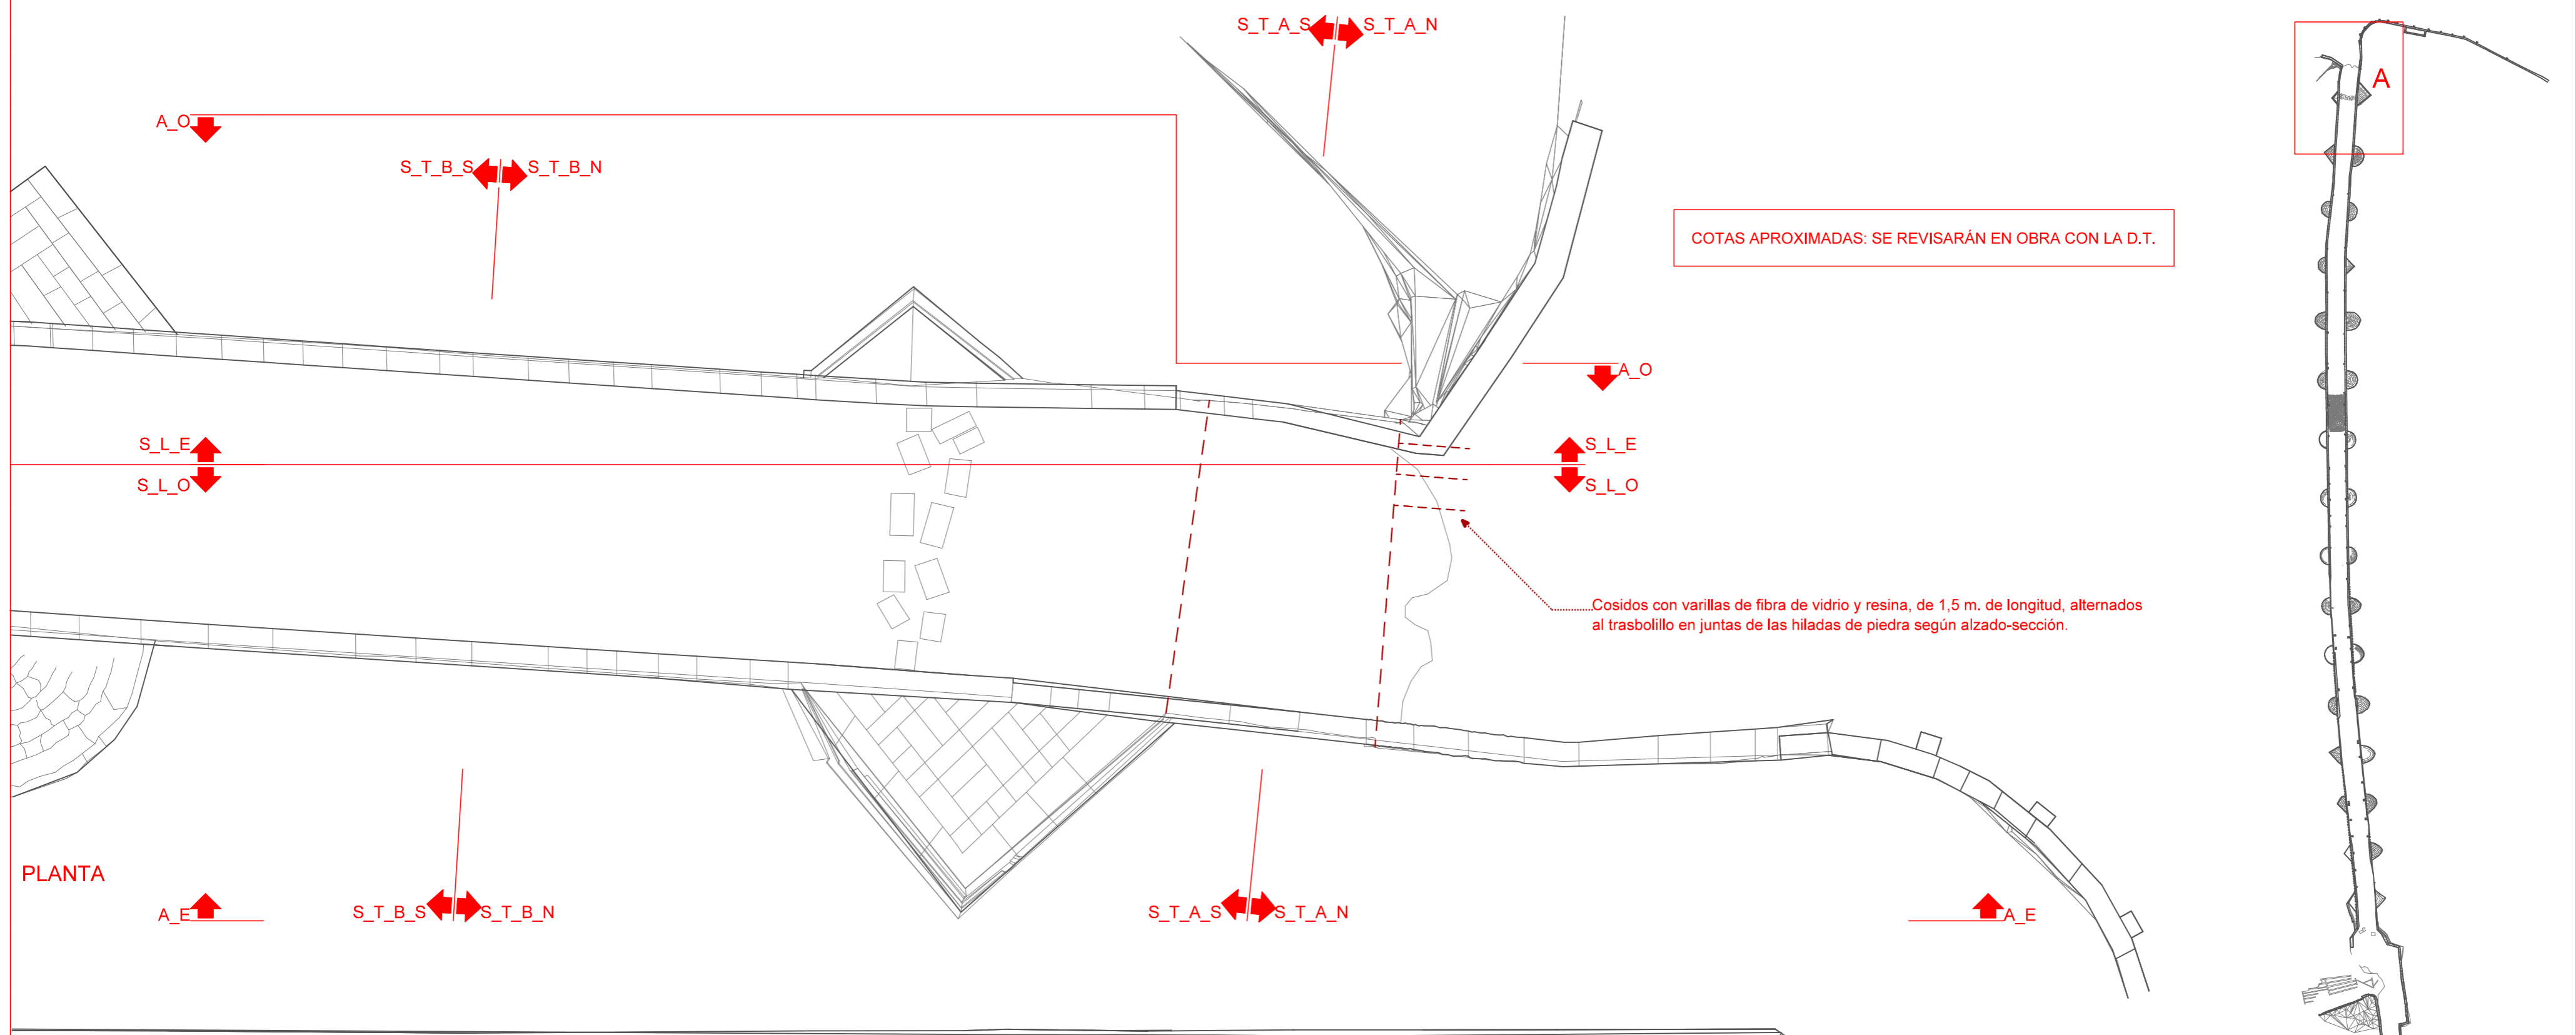 S_T_A_S S_T_A_N
A
A_O
S_T_B_S S_T_B_N
COTAS APROXIMADAS: SE REVISARÁN EN OBRA CON LA D.T.
A_O
S_L_E S_L_E
S_L_O S_L_O
Cosidos con varillas de fibra de vidrio y resina, de 1,5 m. de longitud, alternados
al trasbolillo en juntas de las hiladas de piedra según alzado-sección.
PLANTA
A_E S_T_B_S S_T_B_N S_T_A_S S_T_A_N A_E